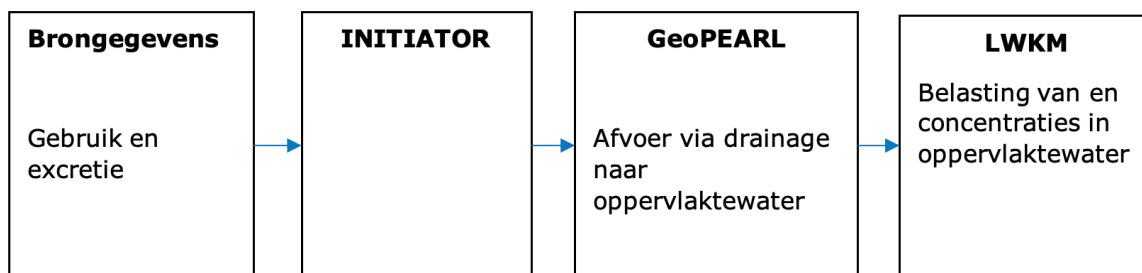 Brongegevens
Gebruik en
excretie
INITIATOR
GeoPEARL
Afvoer via drainage
naar
oppervlaktewater
LWKM
Belasting van en
concentraties in
oppervlaktewater